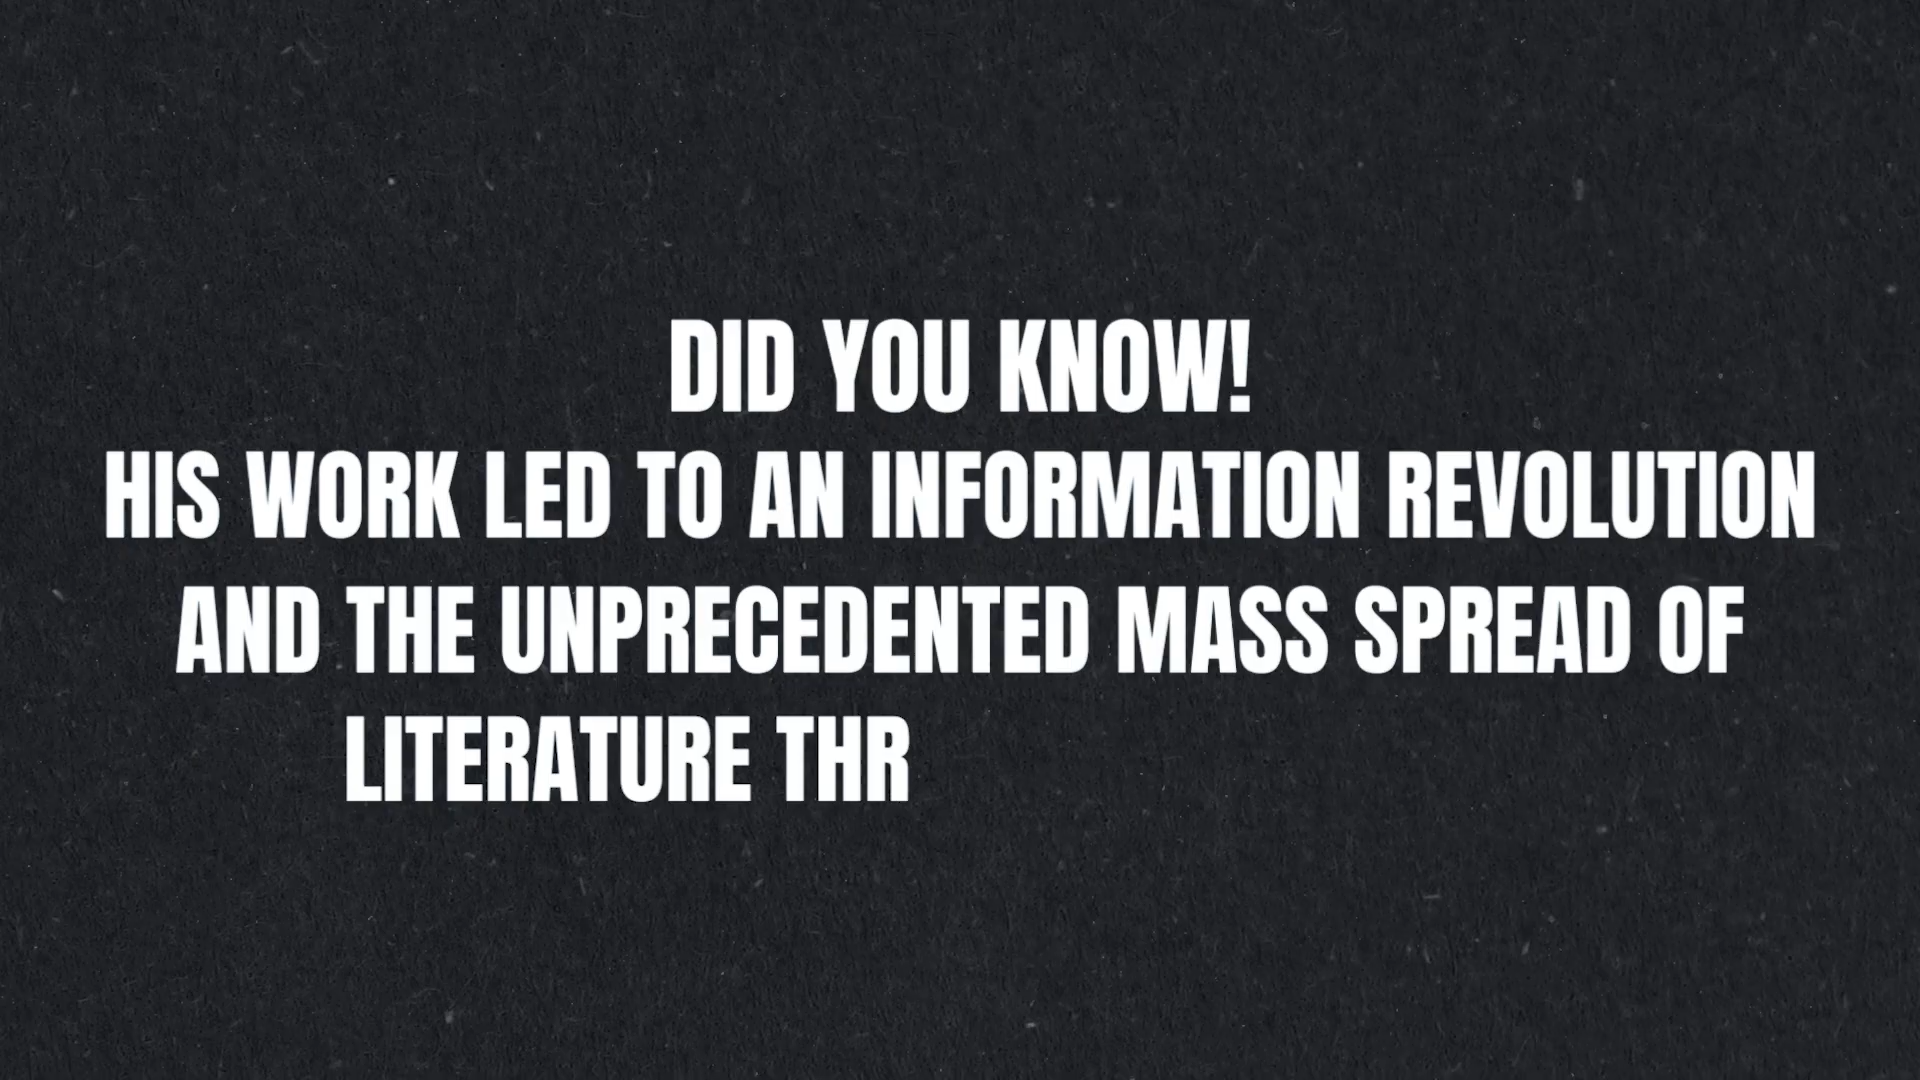 DID YOU KNOW!
HIS WORK LED TO AN INFORMATION REVOLUTION
AND THE UNPRECEDENTED MASS SPREAD OF
LITERATURE THR